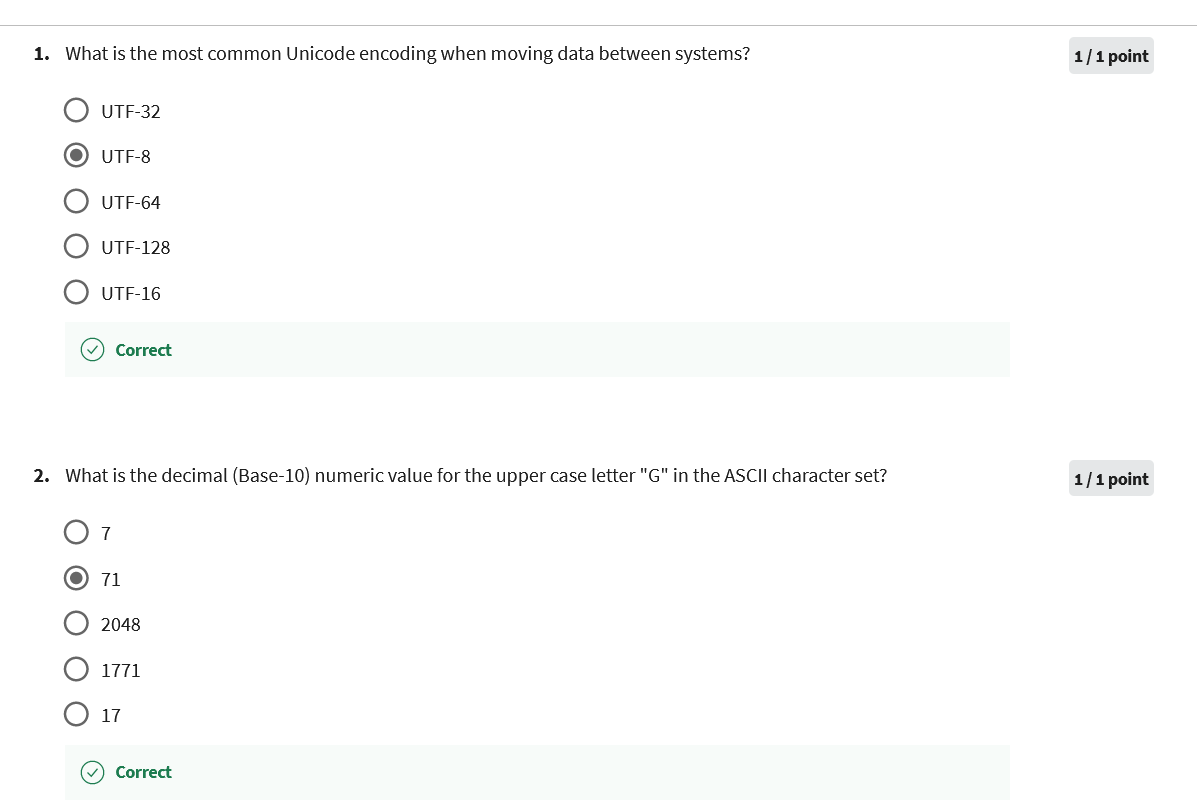 1. What is the most common Unicode encoding when moving data between systems?
1 / 1 point
UTF-32
UTF-8
UTF-64
UTF-128
UTF-16
Correct
2. What is the decimal (Base-10) numeric value for the upper case letter "G" in the ASCII character set?
1 / 1 point
7
71
2048
1771
17
Correct